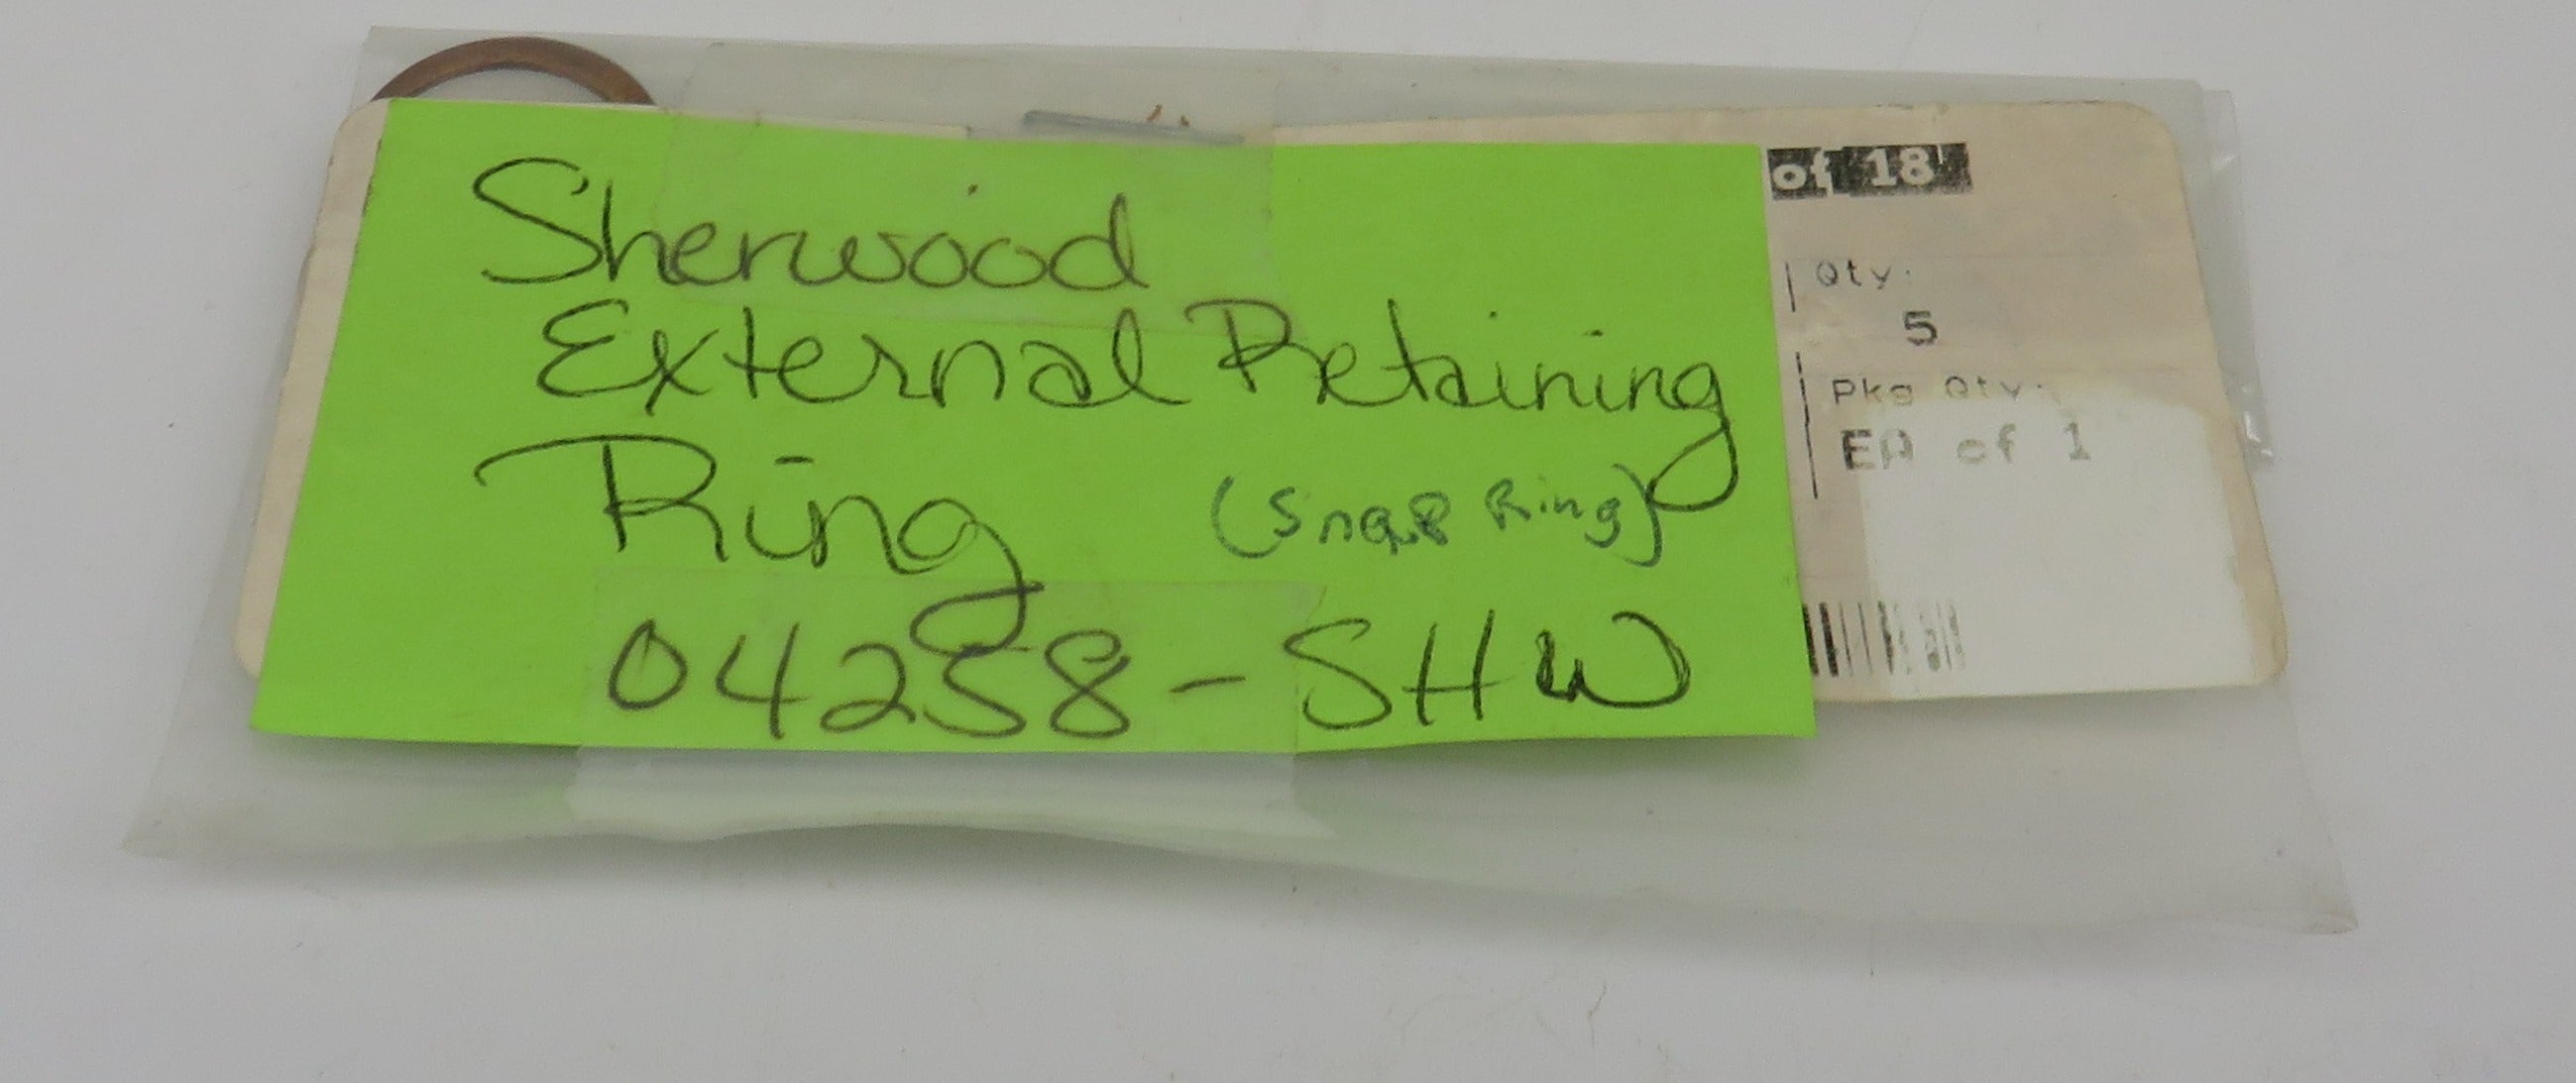 Sherwood
External Retaining
Ring (Snap Ring)
04258-SHW
of 18
Qty:
5
Pkg Qty:
EA of 1